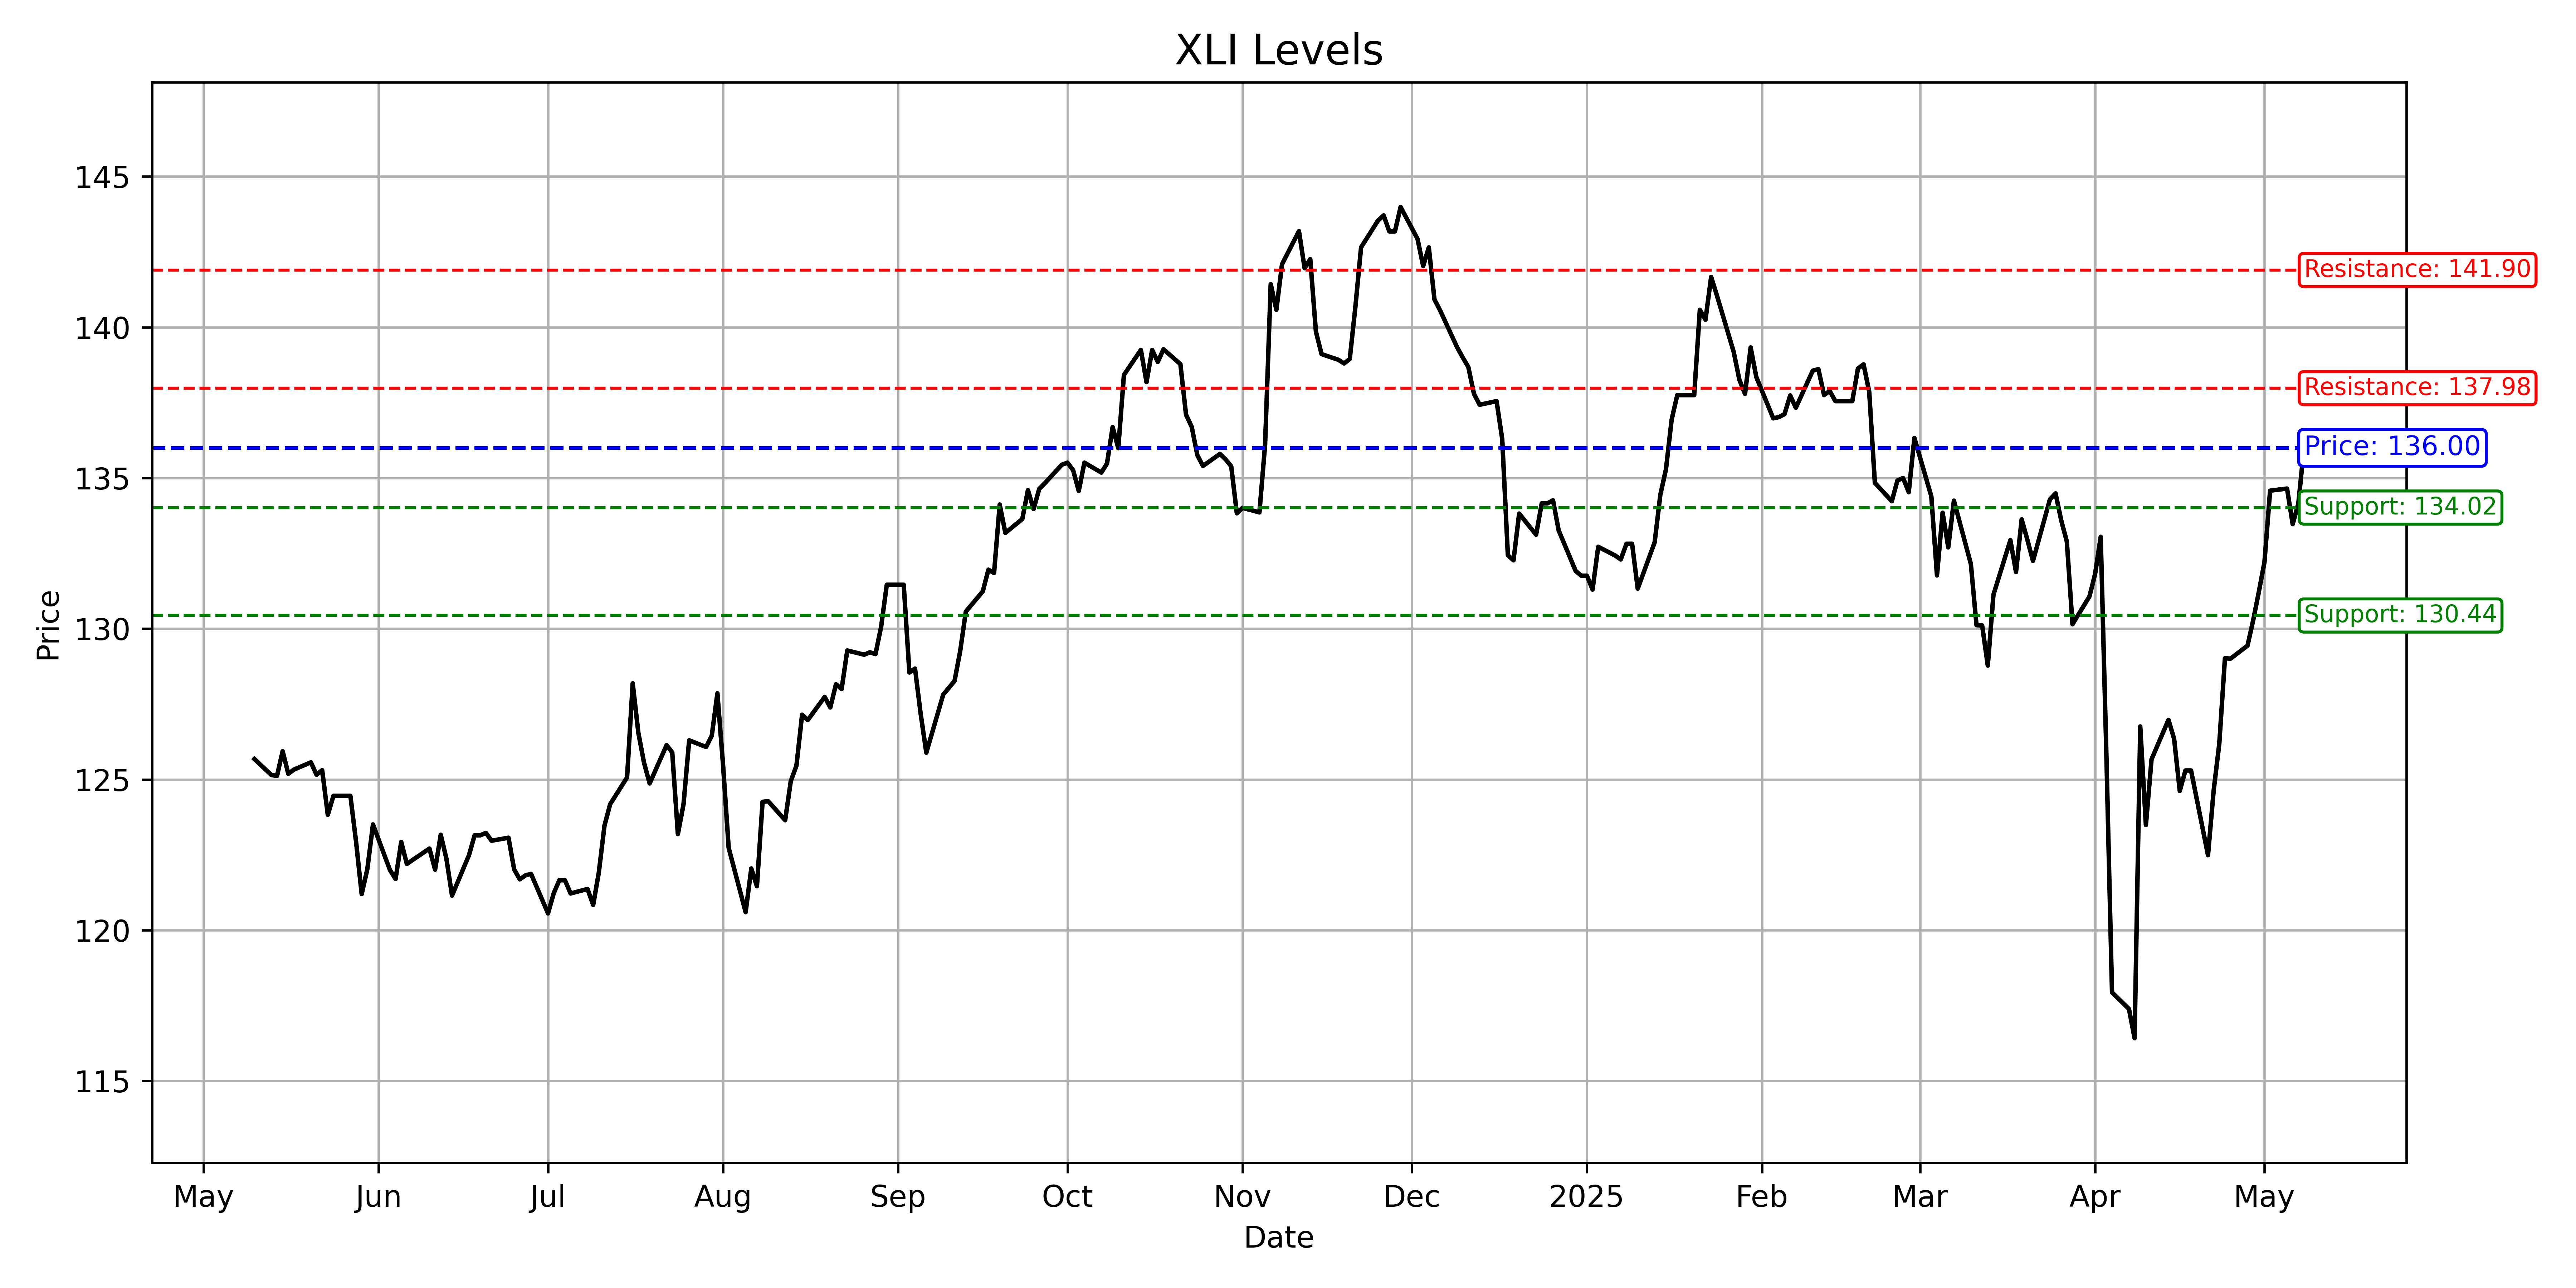 XLI Levels
145
140
135
130
125
120
115
Price
Resistance: 141.90
Resistance: 137.98
Price: 136.00
Support: 134.02
Support: 130.44
May
Jun
Jul
Aug
Sep
Oct
Nov
Dec
2025
Feb
Mar
Apr
May
Date